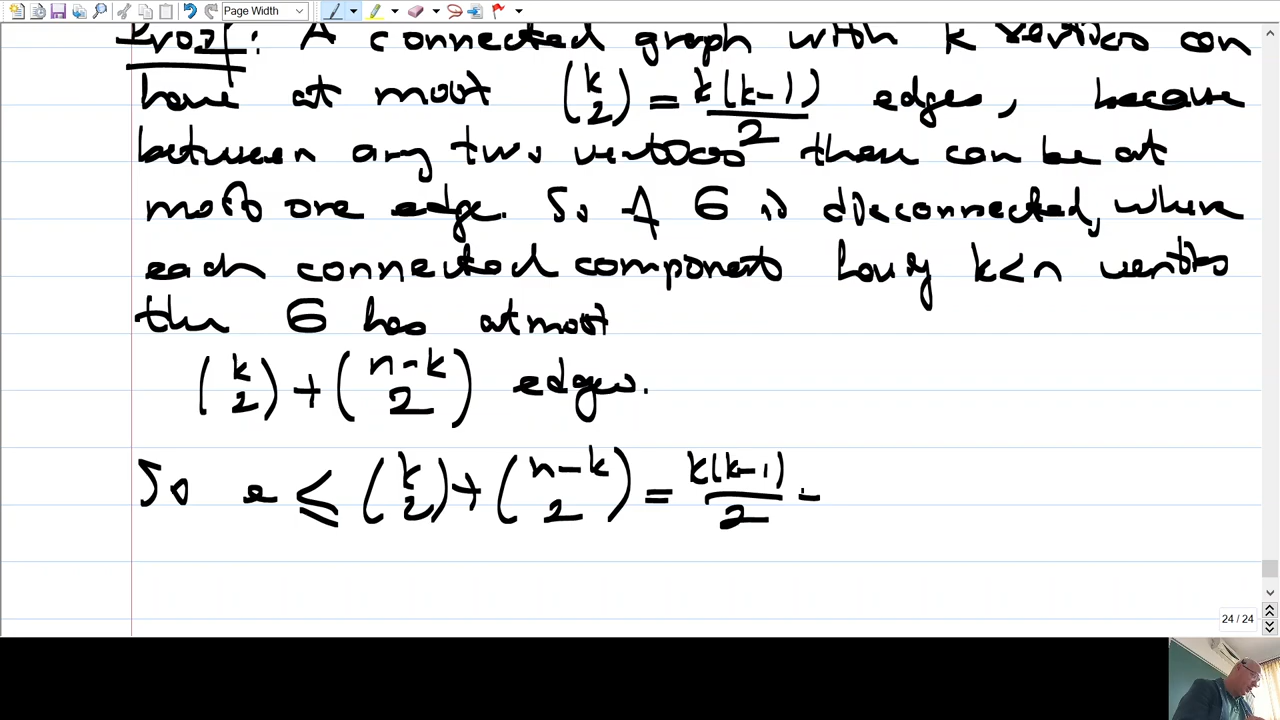 Page Width
Proof: A connected graph with k vertices can
have at most (k 2) = k(k-1)/2 edges, because
between any two vertices there can be at
most one edge. So if G is disconnected, where
each connected component having k<n vertices
the G has at most
(k 2) + (n-k 2) edges.
So e ≤ (k 2) + (n-k 2) = k(k-1)/2 -
24 / 24